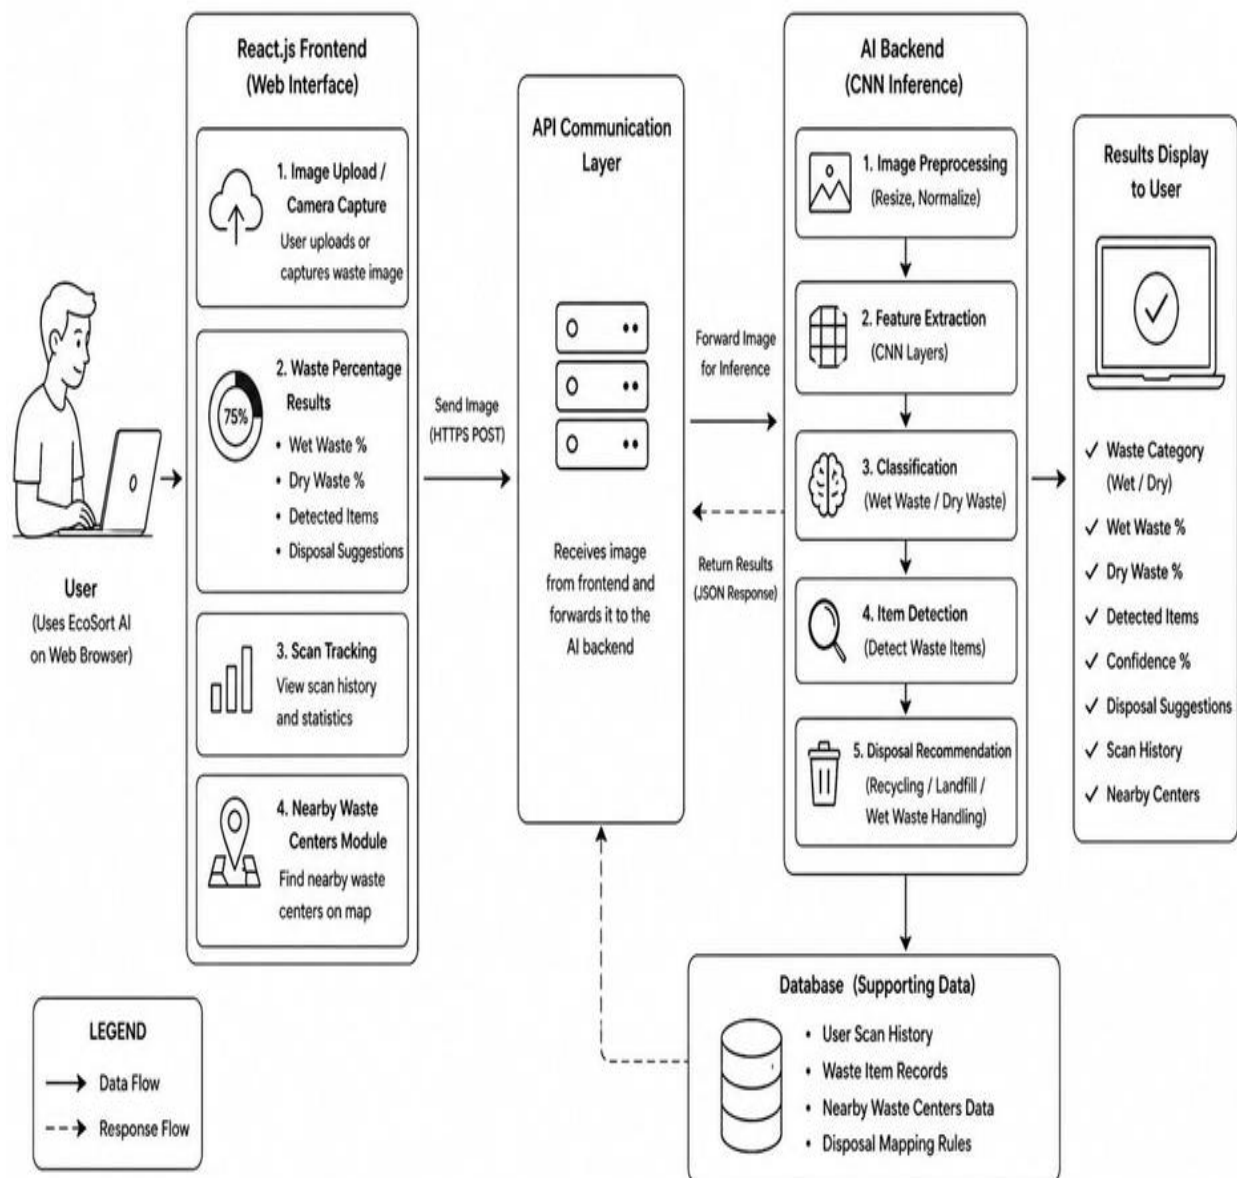 React.js Frontend
(Web Interface)
1. Image Upload /
Camera Capture
User uploads or
captures waste image
2. Waste Percentage
Results
75%
• Wet Waste %
• Dry Waste %
• Detected Items
• Disposal Suggestions
3. Scan Tracking
View scan history
and statistics
4. Nearby Waste
Centers Module
Find nearby waste
centers on map
User
(Uses EcoSort AI
on Web Browser)
Send Image
(HTTPS POST)
API Communication
Layer
Receives image
from frontend and
forwards it to the
AI backend
Forward Image
for Inference
Return Results
(JSON Response)
AI Backend
(CNN Inference)
1. Image Preprocessing
(Resize, Normalize)
2. Feature Extraction
(CNN Layers)
3. Classification
(Wet Waste / Dry Waste)
4. Item Detection
(Detect Waste Items)
5. Disposal Recommendation
(Recycling / Landfill /
Wet Waste Handling)
Results Display
to User
✓ Waste Category
(Wet / Dry)
✓ Wet Waste %
✓ Dry Waste %
✓ Detected Items
✓ Confidence %
✓ Disposal Suggestions
✓ Scan History
✓ Nearby Centers
Database (Supporting Data)
• User Scan History
• Waste Item Records
• Nearby Waste Centers Data
• Disposal Mapping Rules
LEGEND
Data Flow
Response Flow